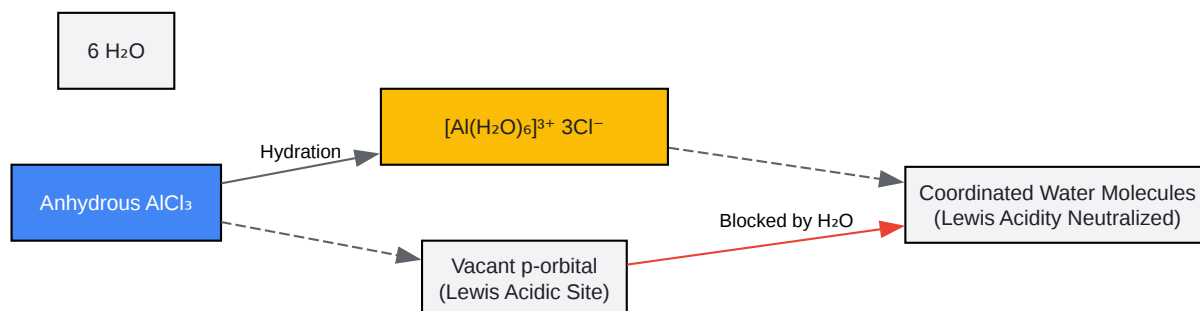 6 H₂O
[Al(H₂O)₆]³⁺ 3Cl⁻
Hydration
Anhydrous AlCl₃
Coordinated Water Molecules
(Lewis Acidity Neutralized)
Blocked by H₂O
Vacant p-orbital
(Lewis Acidic Site)